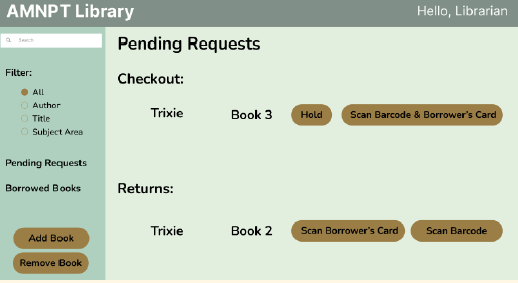 AMNPT Library
Hello, Librarian
Search
Filter:
All
Author
Title
Subject Area
Pending Requests
Borrowed Books
Add Book
Remove Book
Pending Requests
Checkout:
Trixie
Book 3
Hold
Scan Barcode & Borrower's Card
Returns:
Trixie
Book 2
Scan Borrower's Card
Scan Barcode